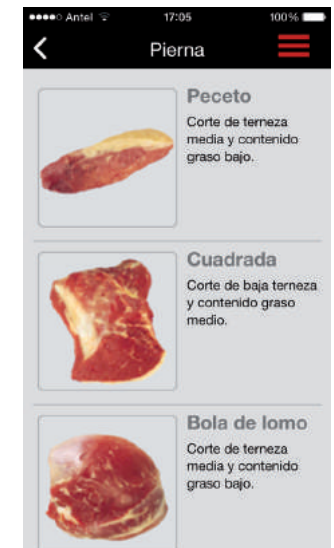 Antel 17:05 100%
Pierna
Peceto
Corte de terneza
media y contenido
graso bajo.
Cuadrada
Corte de baja terneza
y contenido graso
medio.
Bola de lomo
Corte de terneza
media y contenido
graso bajo.